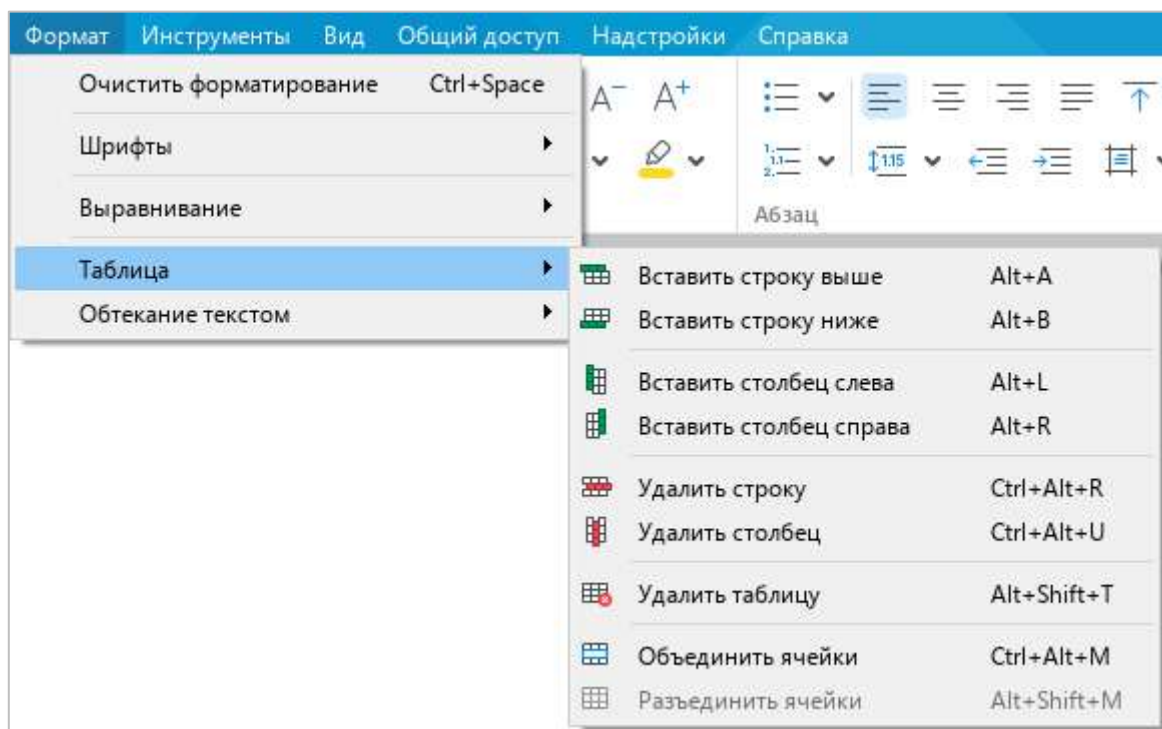 Формат Инструменты Вид Общий доступ Надстройки Справка
Очистить форматирование Ctrl+Space
Шрифты
Выравнивание
Таблица
Обтекание текстом
A− A+
1.15
Абзац
Вставить строку выше Alt+A
Вставить строку ниже Alt+B
Вставить столбец слева Alt+L
Вставить столбец справа Alt+R
Удалить строку Ctrl+Alt+R
Удалить столбец Ctrl+Alt+U
Удалить таблицу Alt+Shift+T
Объединить ячейки Ctrl+Alt+M
Разъединить ячейки Alt+Shift+M